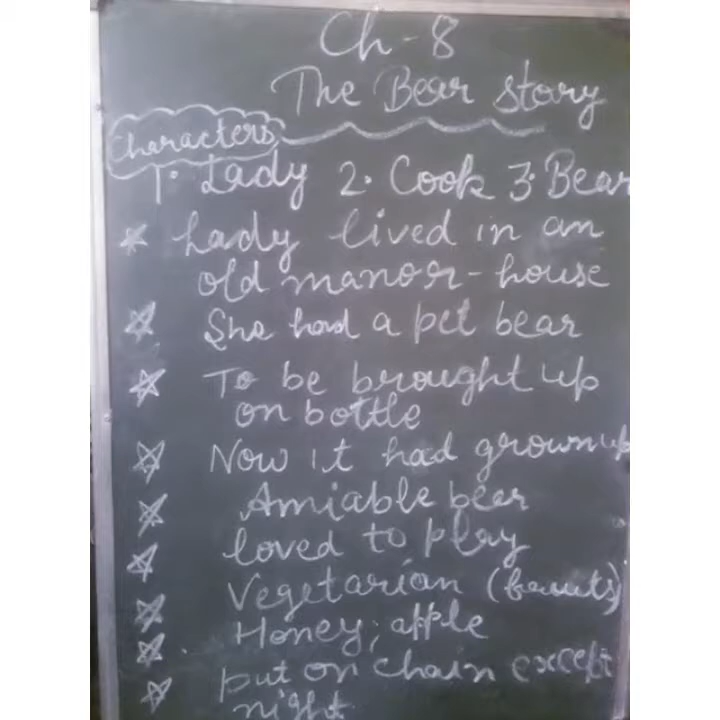 Ch-8
The Bear story
Characters
1. Lady 2. Cook 3. Bear
Lady lived in an
old manor-house
She had a pet bear
To be brought up
on bottle
Now it had grown up
Amiable bear
loved to play
Vegetarian (
Honey, apple
put on chain except
night